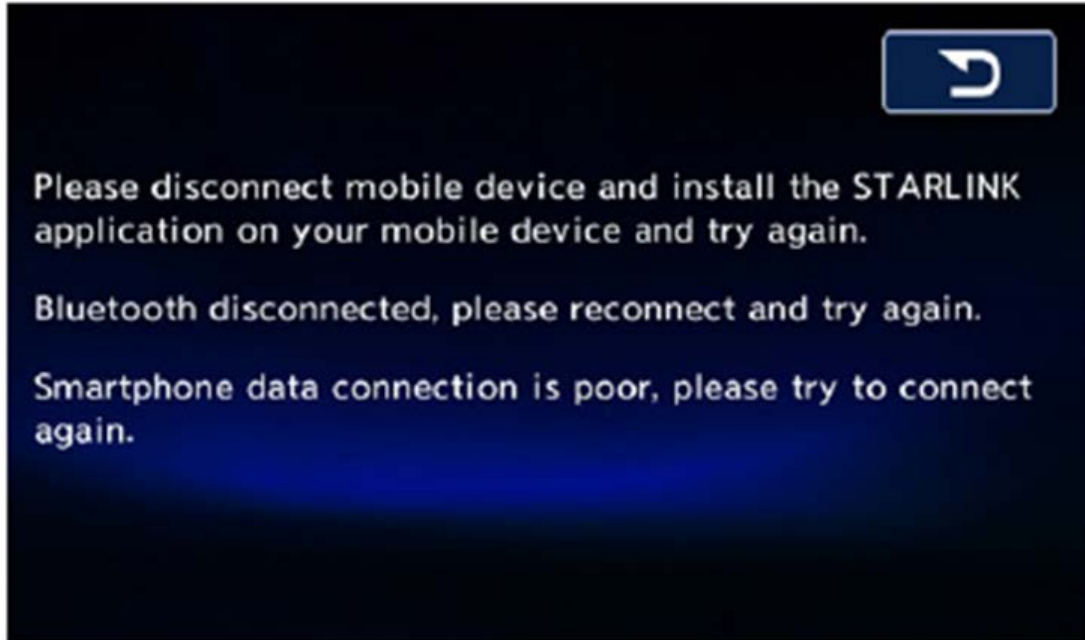 Please disconnect mobile device and install the STARLINK
application on your mobile device and try again.
Bluetooth disconnected, please reconnect and try again.
Smartphone data connection is poor, please try to connect
again.